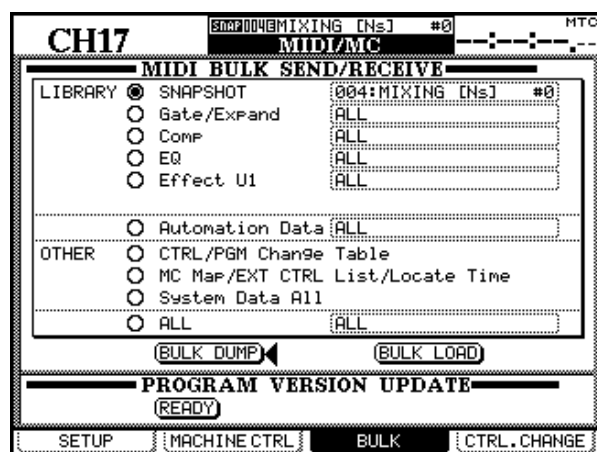 CH17 SNAP004 MIXING [Ns] #0 MTC
MIDI/MC --:--:--.--
MIDI BULK SEND/RECEIVE
LIBRARY SNAPSHOT 004:MIXING [Ns] #0
Gate/Expand ALL
Comp ALL
EQ ALL
Effect U1 ALL
Automation Data ALL
OTHER CTRL/PGM Change Table
MC Map/EXT CTRL List/Locate Time
System Data All
ALL ALL
BULK DUMP BULK LOAD
PROGRAM VERSION UPDATE
READY
SETUP MACHINE CTRL BULK CTRL.CHANGE